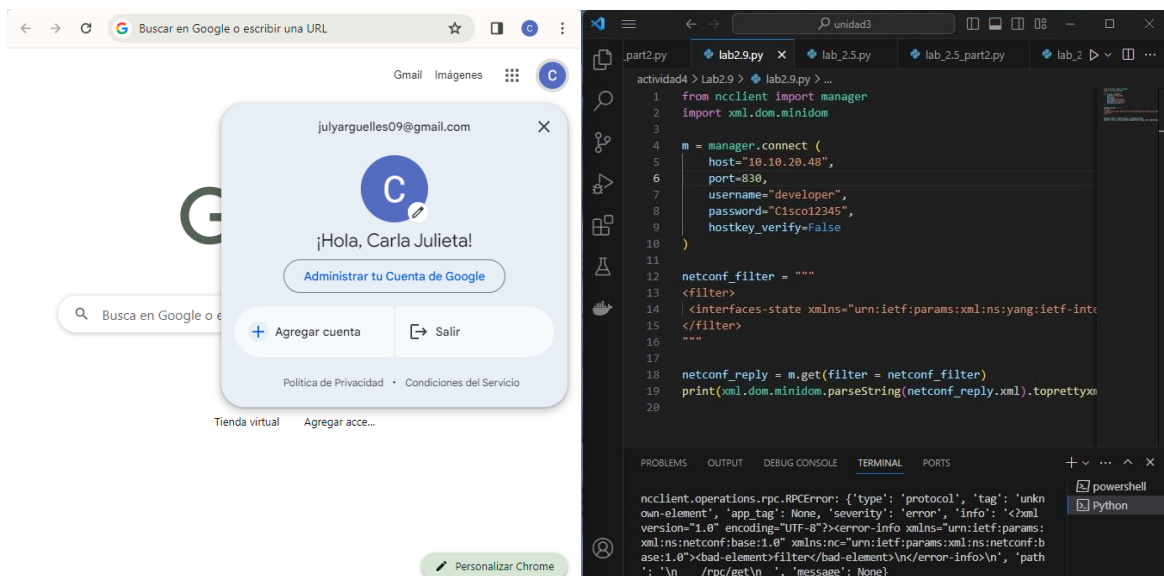 Buscar en Google o escribir una URL
C
Gmail Imágenes
C
julyarguelles09@gmail.com
C
¡Hola, Carla Julieta!
Administrar tu Cuenta de Google
Busca en Google o e
Agregar cuenta
Salir
Política de Privacidad • Condiciones del Servicio
Tienda virtual Agregar acce...
Personalizar Chrome
unidad3
_part2.py lab2.9.py lab_2.5.py lab_2.5_part2.py lab_2
actividad4 > Lab2.9 > lab2.9.py > ...
1 from ncclient import manager
2 import xml.dom.minidom
3
4 m = manager.connect (
5 host="10.10.20.48",
6 port=830,
7 username="developer",
8 password="C1sco12345",
9 hostkey_verify=False
10 )
11
12 netconf_filter = """
13 <filter>
14 <interfaces-state xmlns="urn:ietf:params:xml:ns:yang:ietf-inte
15 </filter>
16 """
17
18 netconf_reply = m.get(filter = netconf_filter)
19 print(xml.dom.minidom.parseString(netconf_reply.xml).toprettyxm
20
PROBLEMS OUTPUT DEBUG CONSOLE TERMINAL PORTS
powershell
Python
ncclient.operations.rpc.RPCError: {'type': 'protocol', 'tag': 'unkn
own-element', 'app_tag': None, 'severity': 'error', 'info': '<?xml
version="1.0" encoding="UTF-8"?><error-info xmlns="urn:ietf:params:
xml:ns:netconf:base:1.0" xmlns:nc="urn:ietf:params:xml:ns:netconf:b
ase:1.0"><bad-element>filter</bad-element>\n</error-info>\n', 'path
': '\n /rpc/get\n ', 'message': None}